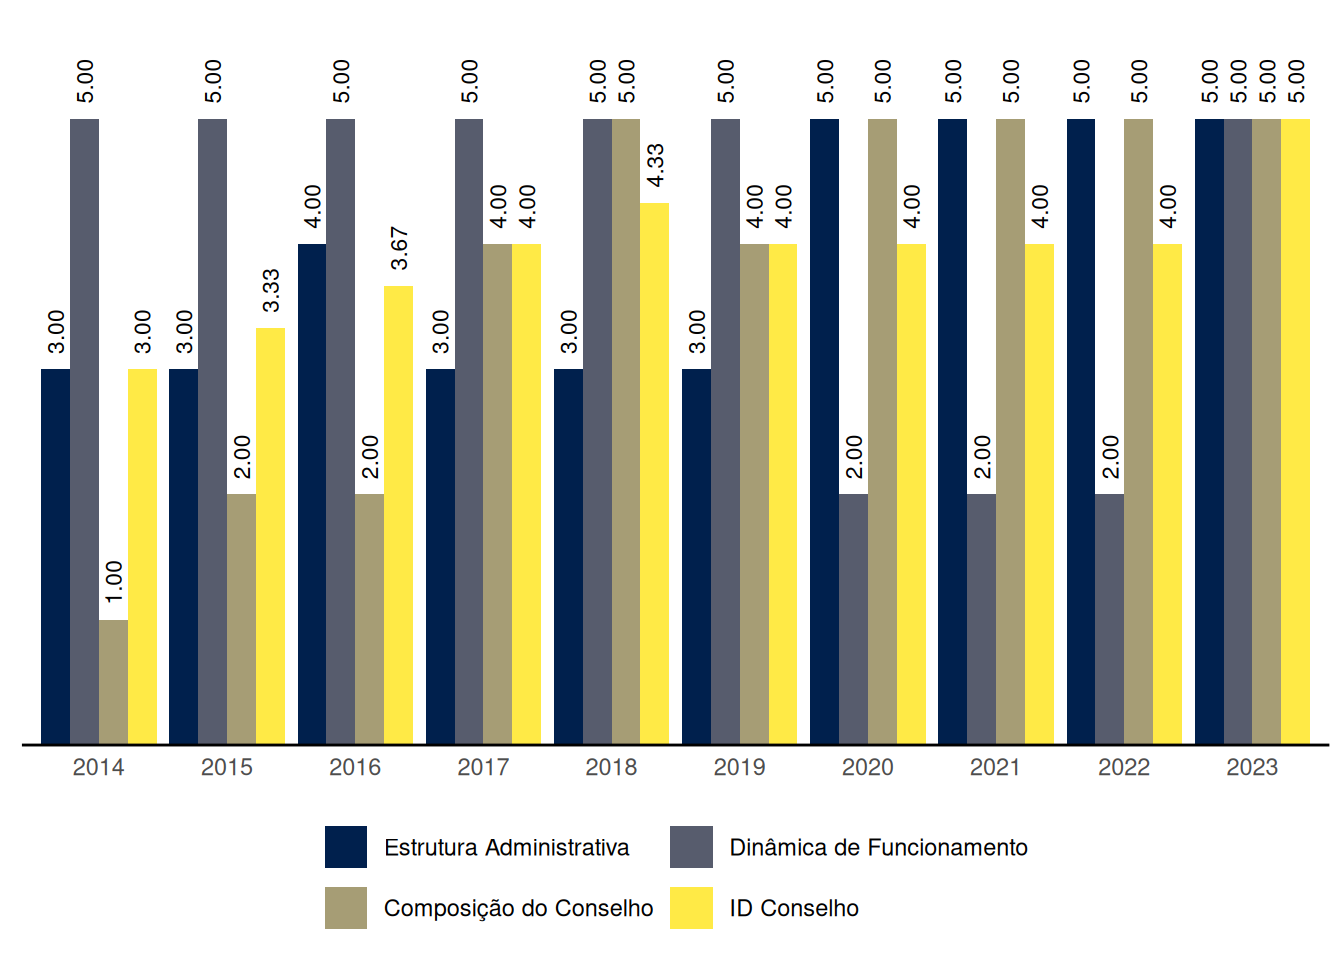 5.00 5.00 5.00 5.00 5.00 5.00 5.00 5.00 5.00 5.00 5.00 5.00 5.00 5.00 5.00 5.00 5.00
4.33
4.00 4.00 4.00 4.00 4.00 4.00 4.00 4.00
3.67
3.33
3.00 3.00 3.00 3.00 3.00 3.00
2.00 2.00 2.00 2.00 2.00
1.00
2014 2015 2016 2017 2018 2019 2020 2021 2022 2023
Estrutura Administrativa Dinâmica de Funcionamento
Composição do Conselho ID Conselho